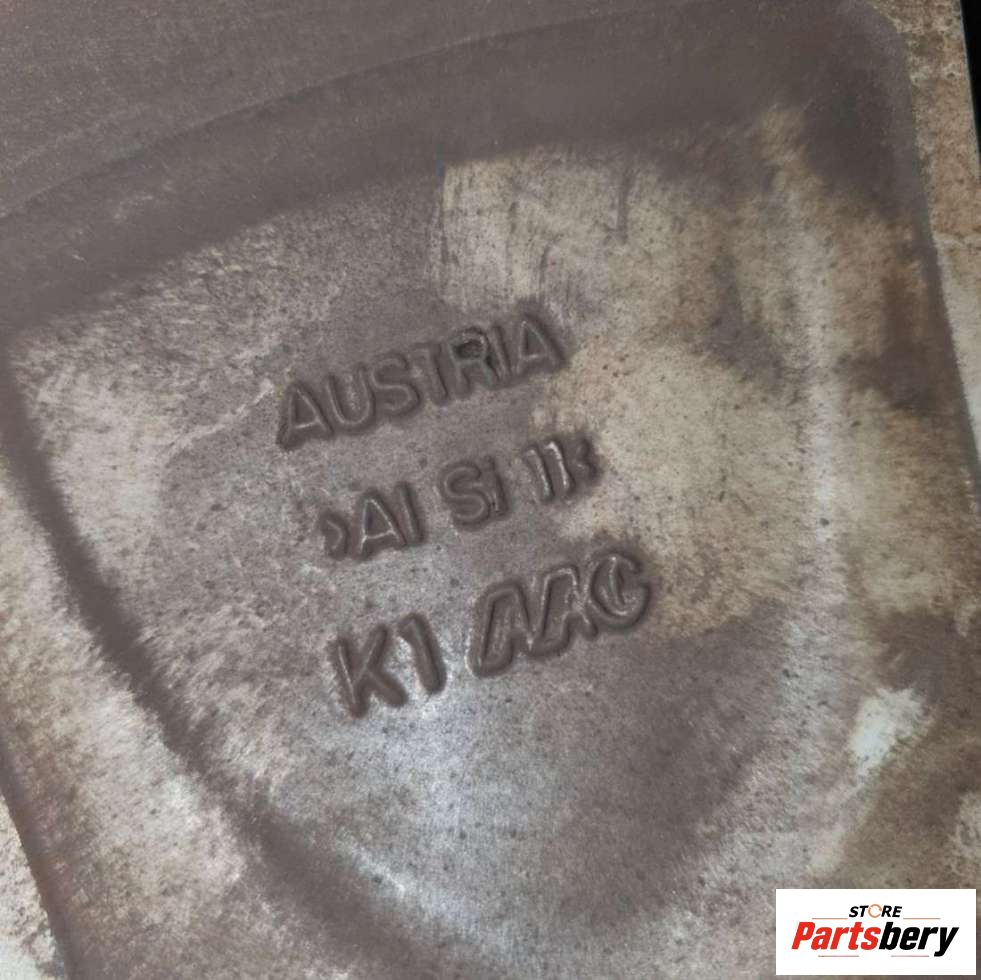 AUSTRIA
>Al Si 11<
K1
STORE
Partsbery